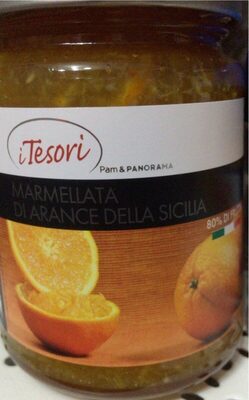 iTesori
Pam & PANORAMA
MARMELLATA
DI ARANCE DELLA SICILIA
80% DI